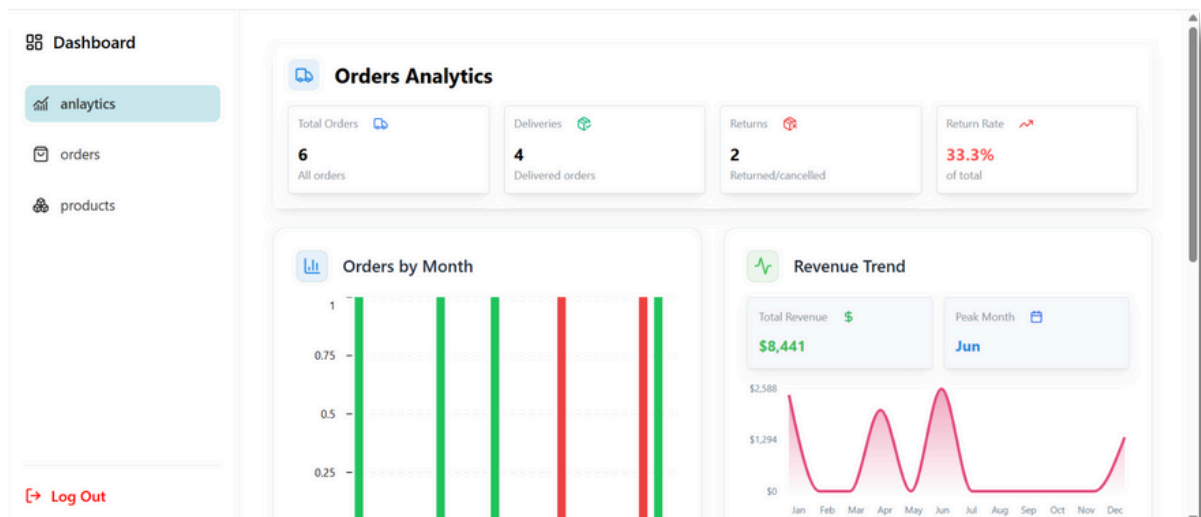 Dashboard
anlaytics
orders
products
Log Out
Orders Analytics
Total Orders
6
All orders
Deliveries
4
Delivered orders
Returns
2
Returned/cancelled
Return Rate
33.3%
of total
Orders by Month
1
0.75
0.5
0.25
Revenue Trend
Total Revenue $
$8,441
Peak Month
Jun
$2,588
$1,294
$0
Jan Feb Mar Apr May Jun Jul Aug Sep Oct Nov Dec